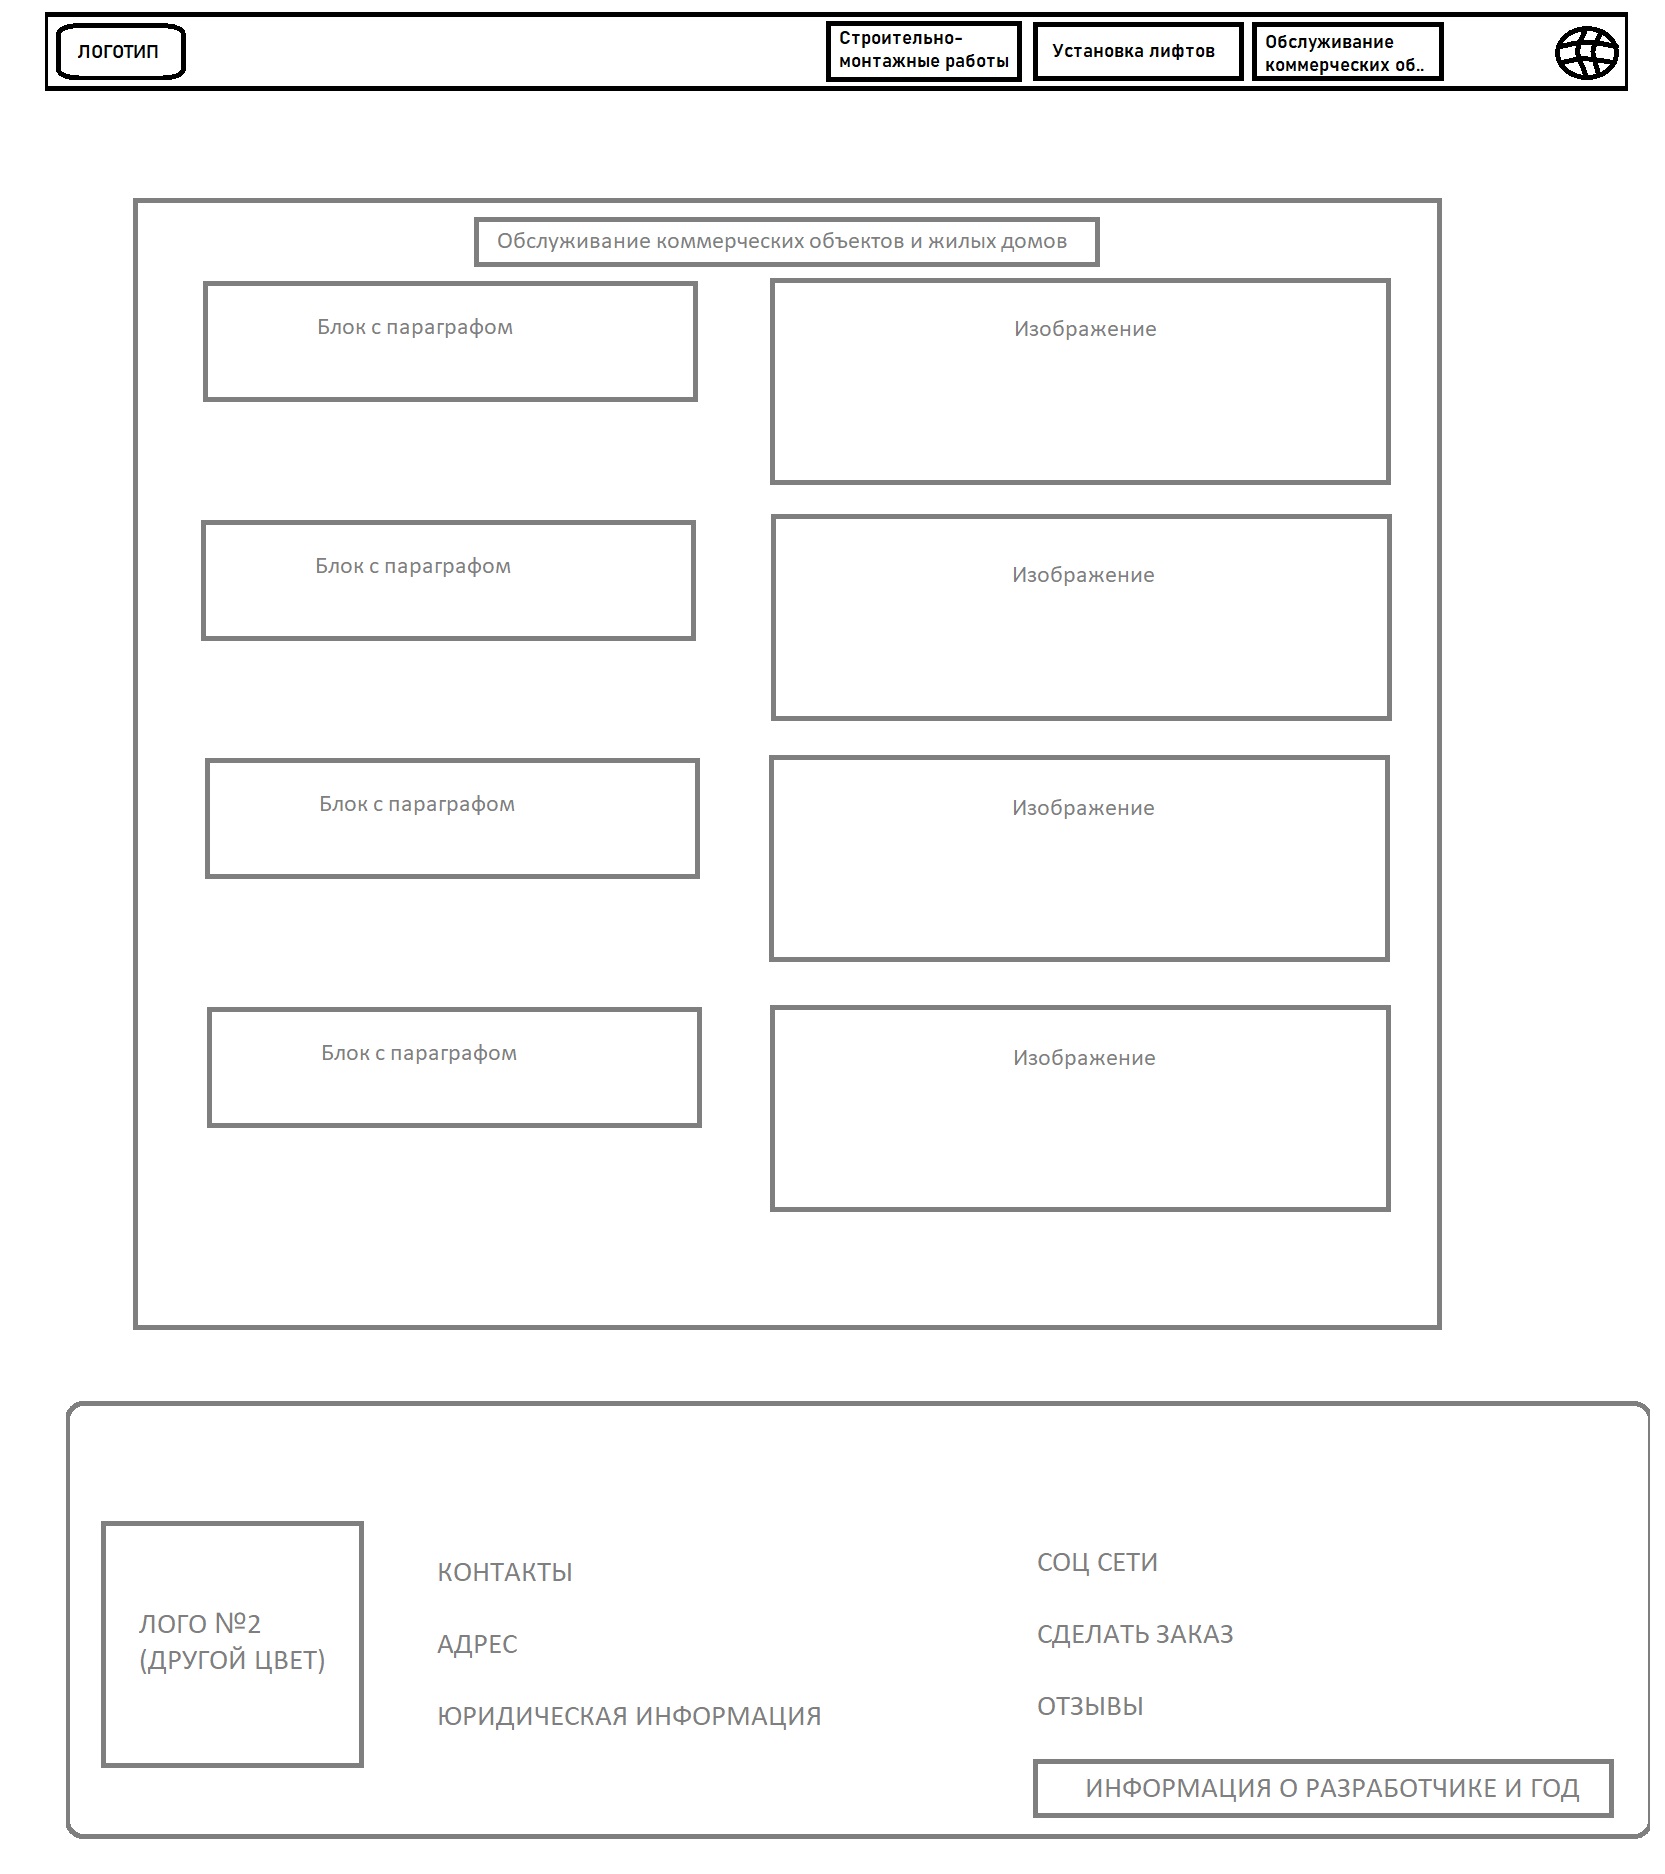 ЛОГОТИП
Строительно-
монтажные работы
Установка лифтов
Обслуживание
коммерческих об..
Обслуживание коммерческих объектов и жилых домов
Блок с параграфом
Изображение
Блок с параграфом
Изображение
Блок с параграфом
Изображение
Блок с параграфом
Изображение
ЛОГО №2
(ДРУГОЙ ЦВЕТ)
КОНТАКТЫ
АДРЕС
ЮРИДИЧЕСКАЯ ИНФОРМАЦИЯ
СОЦ СЕТИ
СДЕЛАТЬ ЗАКАЗ
ОТЗЫВЫ
ИНФОРМАЦИЯ О РАЗРАБОТЧИКЕ И ГОД